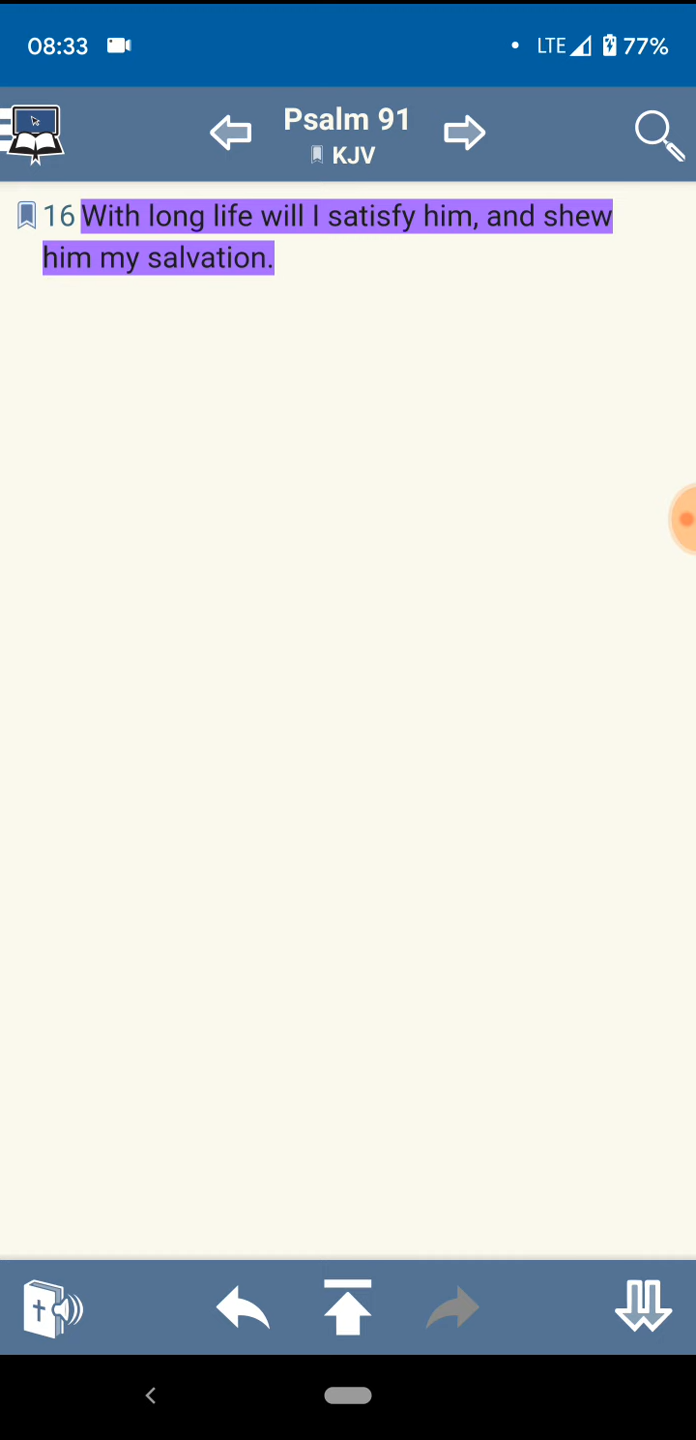 08:33
LTE 77%
Psalm 91
KJV
16 With long life will I satisfy him, and shew
him my salvation.